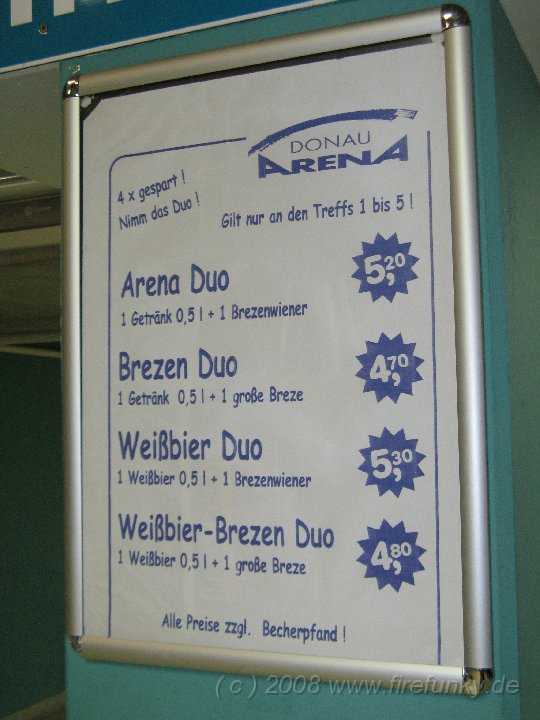 DONAU
ARENA
4 x gespart !
Nimm das Duo !
Gilt nur an den Treffs 1 bis 5 !
Arena Duo
5,20
1 Getränk 0,5 l + 1 Brezenwiener
Brezen Duo
4,70
1 Getränk 0,5 l + 1 große Breze
Weißbier Duo
5,30
1 Weißbier 0,5 l + 1 Brezenwiener
Weißbier-Brezen Duo
4,80
1 Weißbier 0,5 l + 1 große Breze
Alle Preise zzgl. Becherpfand !
(c) 2008 www.firefunky.de